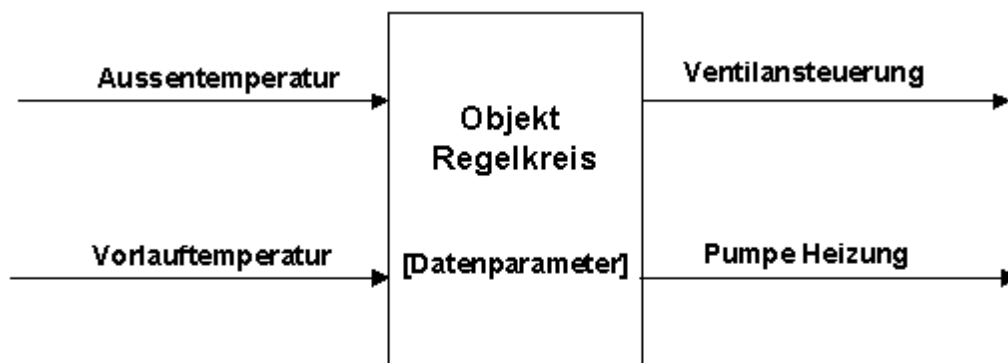 Aussentemperatur
Ventilansteuerung
Objekt
Regelkreis
Vorlauftemperatur
[Datenparameter]
Pumpe Heizung